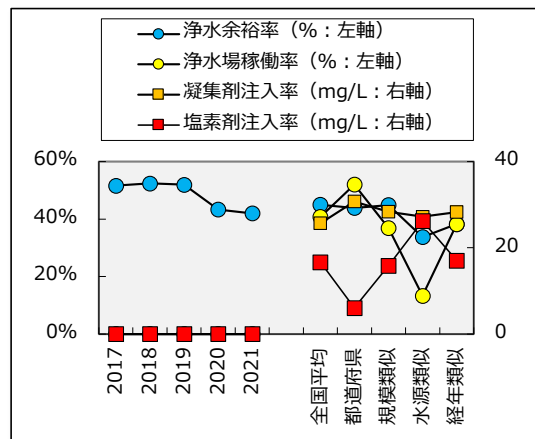 浄水余裕率（%：左軸）
浄水場稼働率（%：左軸）
凝集剤注入率（mg/L：右軸）
塩素剤注入率（mg/L：右軸）
60%
40%
20%
0%
40
20
0
2017
2018
2019
2020
2021
全国平均
都道府県
規模類似
水源類似
経年類似